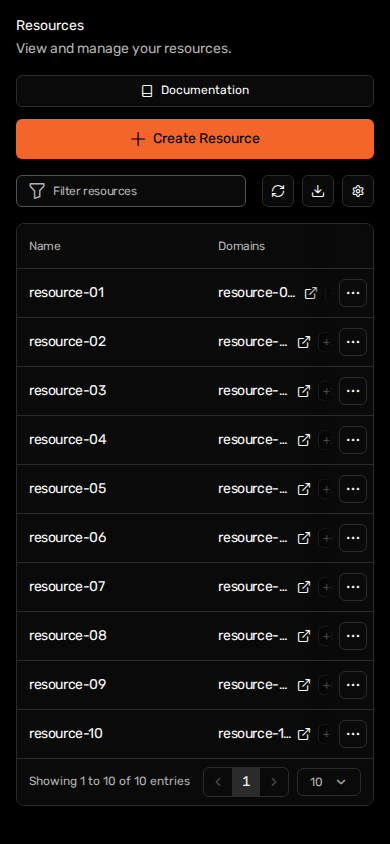 Resources
View and manage your resources.
Documentation
Create Resource
Filter resources
Name Domains
resource-01 resource-0...
resource-02 resource-...
resource-03 resource-...
resource-04 resource-...
resource-05 resource-...
resource-06 resource-...
resource-07 resource-...
resource-08 resource-...
resource-09 resource-...
resource-10 resource-1...
Showing 1 to 10 of 10 entries 1 10